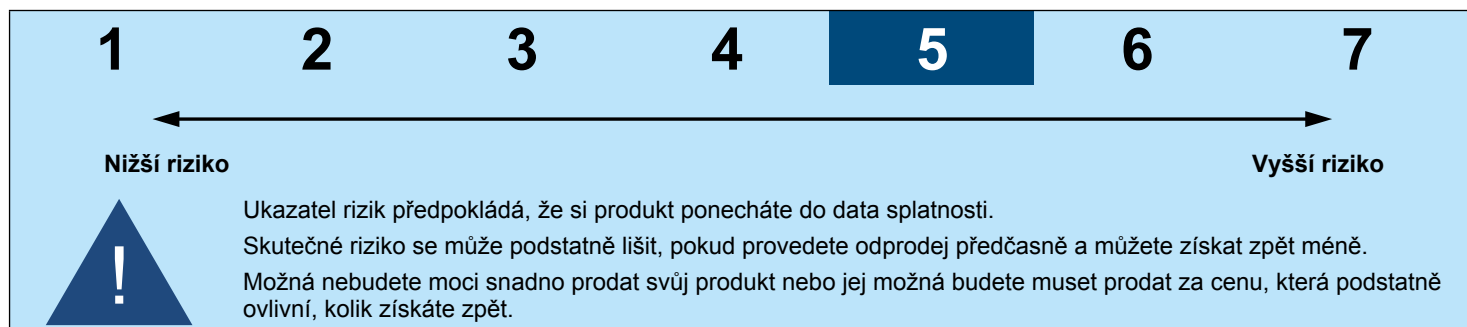 1 2 3 4 5 6 7
Nižší riziko Vyšší riziko
Ukazatel rizik předpokládá, že si produkt ponecháte do data splatnosti.
Skutečné riziko se může podstatně lišit, pokud provedete odprodej předčasně a můžete získat zpět méně.
!
Možná nebudete moci snadno prodat svůj produkt nebo jej možná budete muset prodat za cenu, která podstatně
ovlivní, kolik získáte zpět.